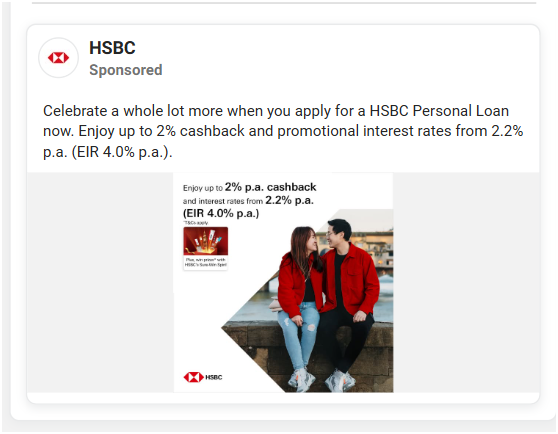 HSBC
Sponsored
Celebrate a whole lot more when you apply for a HSBC Personal Loan
now. Enjoy up to 2% cashback and promotional interest rates from 2.2%
p.a. (EIR 4.0% p.a.).
Enjoy up to 2% p.a. cashback
and interest rates from 2.2% p.a.
(EIR 4.0% p.a.)
*T&Cs apply
Plus, win prizes* with
HSBC's Sure-Win Spin!
HSBC